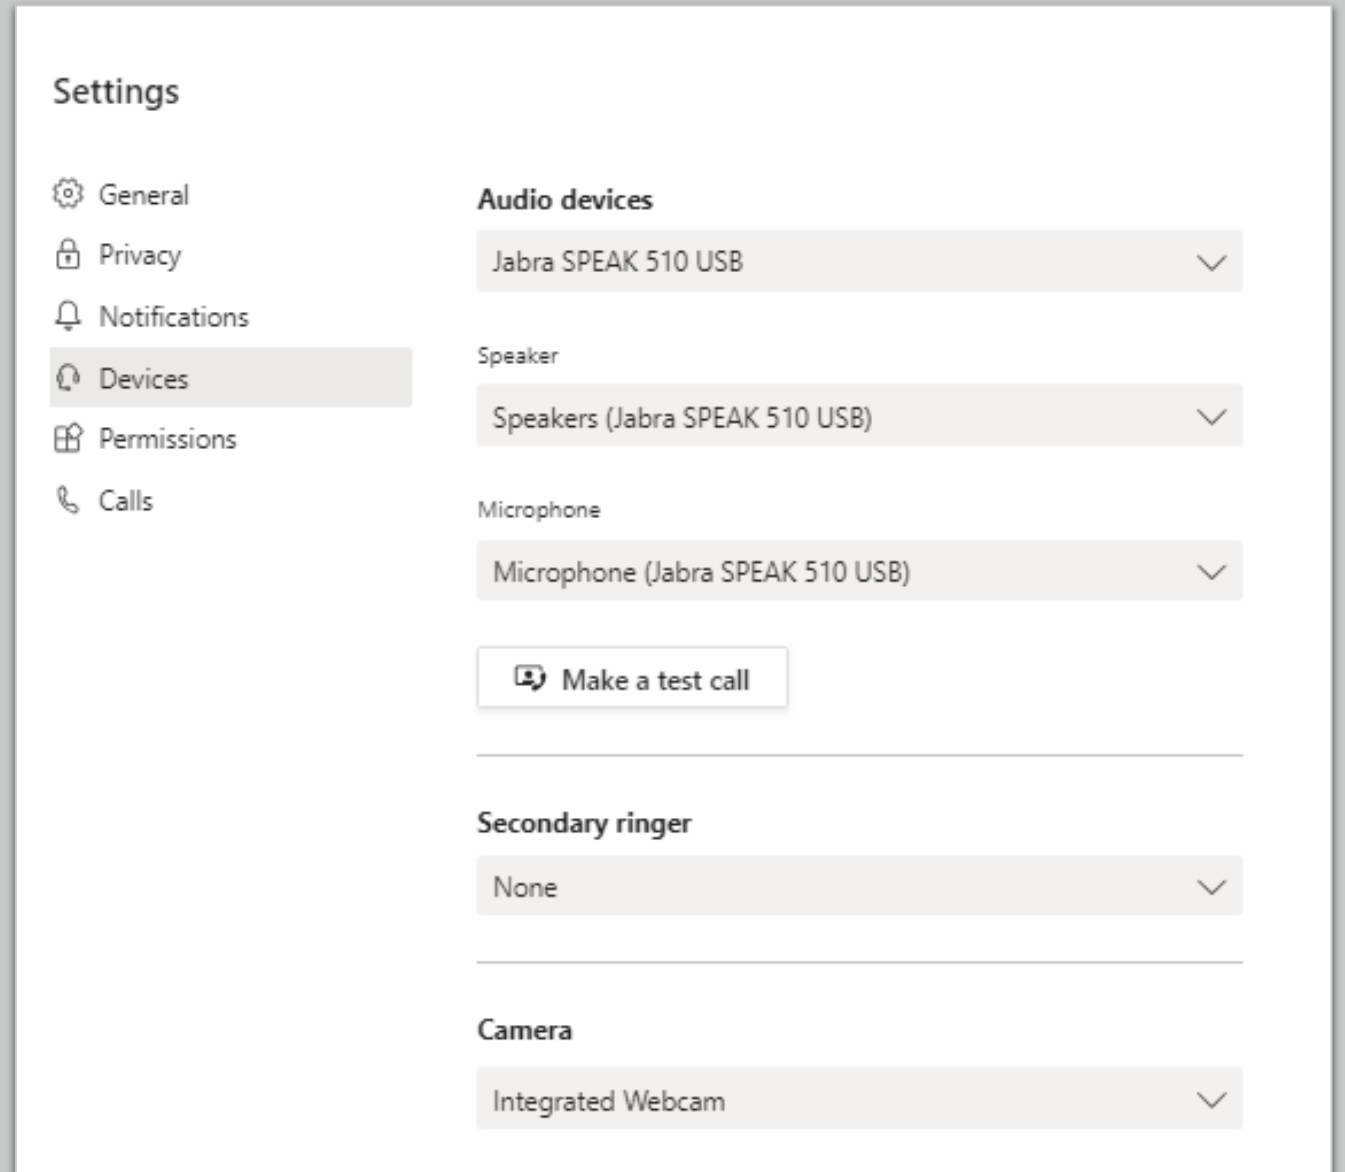 Settings
General
Privacy
Notifications
Devices
Permissions
Calls
Audio devices
Jabra SPEAK 510 USB
Speaker
Speakers (Jabra SPEAK 510 USB)
Microphone
Microphone (Jabra SPEAK 510 USB)
Make a test call
Secondary ringer
None
Camera
Integrated Webcam